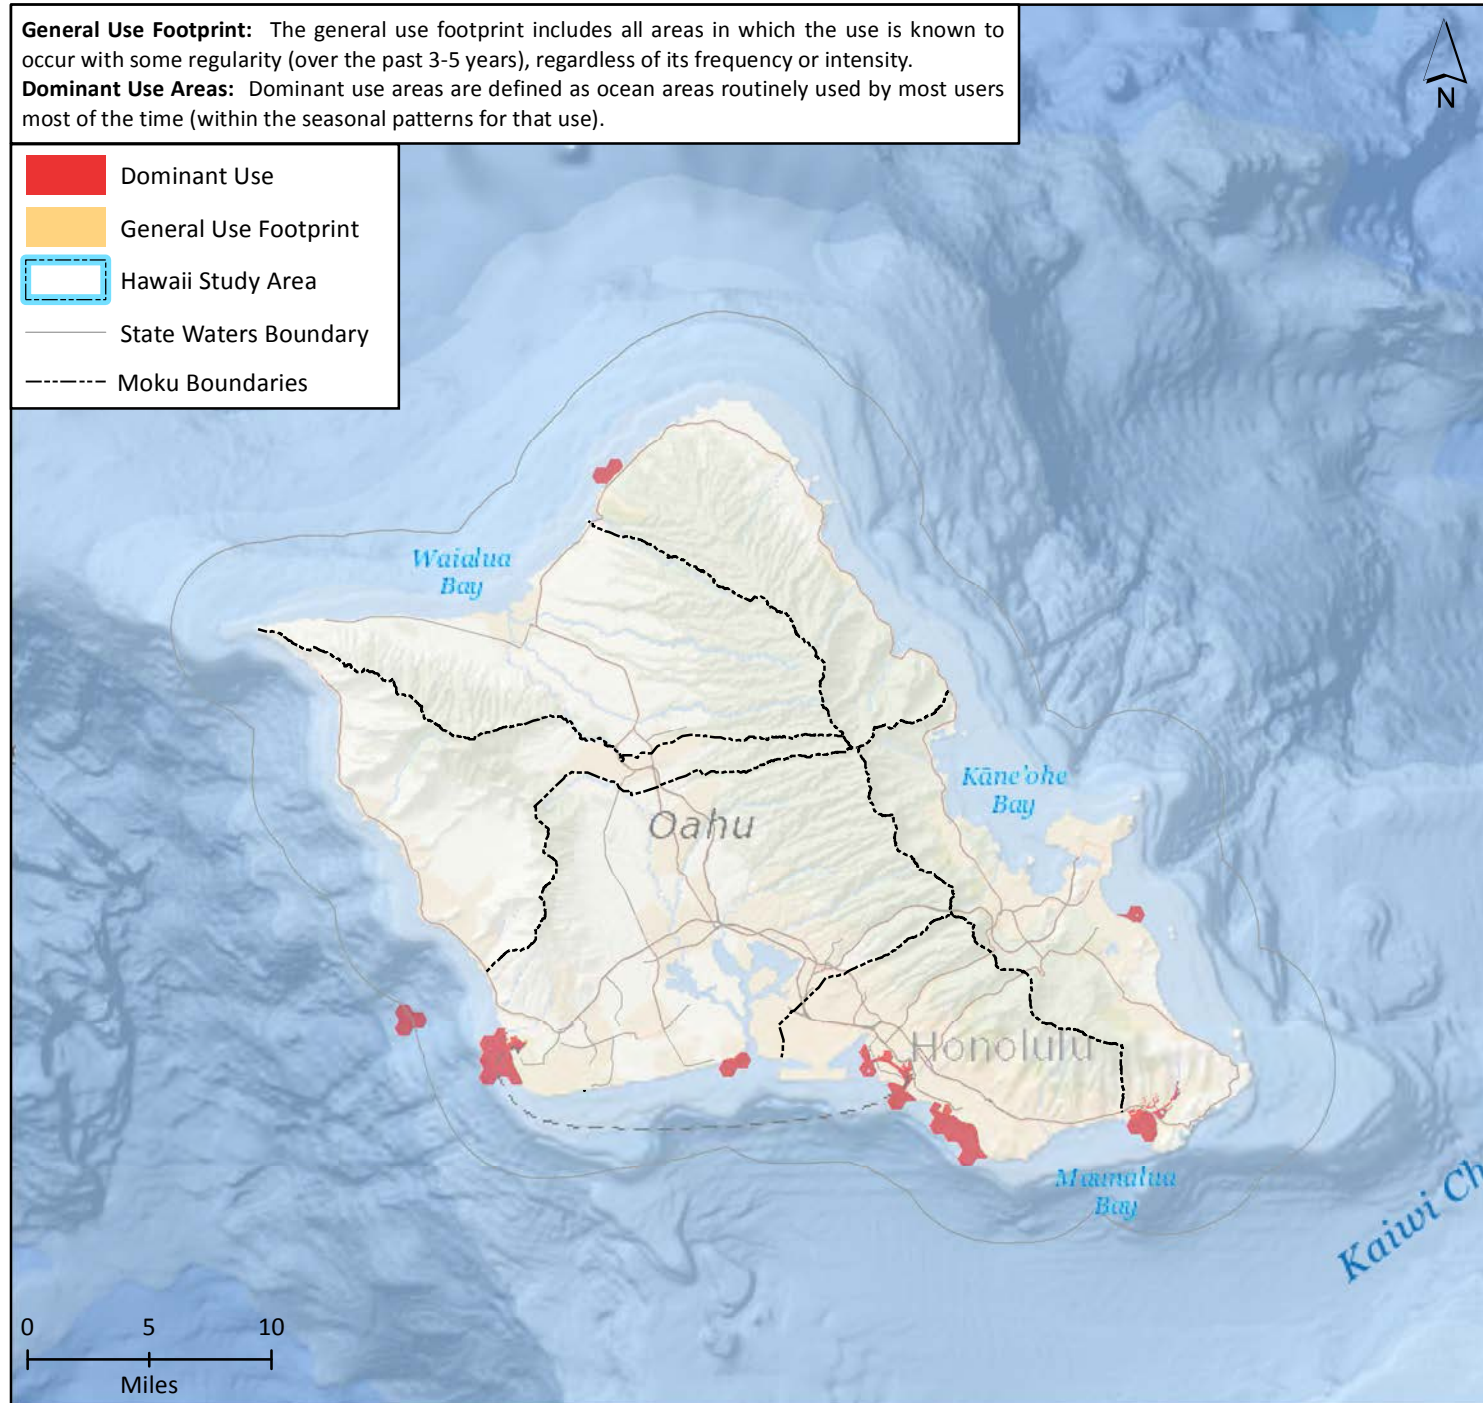 General Use Footprint: The general use footprint includes all areas in which the use is known to
occur with some regularity (over the past 3-5 years), regardless of its frequency or intensity.
Dominant Use Areas: Dominant use areas are defined as ocean areas routinely used by most users
most of the time (within the seasonal patterns for that use).
N
Dominant Use
General Use Footprint
Hawaii Study Area
State Waters Boundary
Moku Boundaries
Waialua
Bay
Kāne'ohe
Bay
Oahu
Honolulu
Maunalua
Bay
Kaiwi Ch
0 5 10
Miles